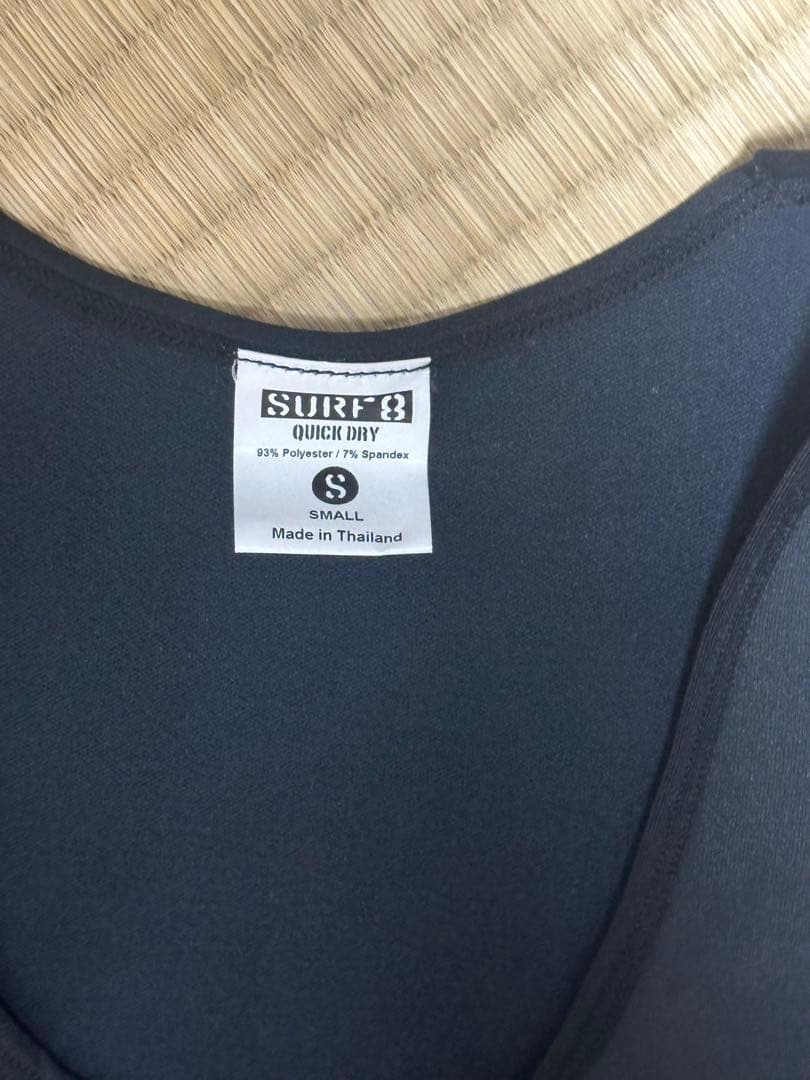 SURF8
QUICK DRY
93% Polyester / 7% Spandex
S
SMALL
Made in Thailand